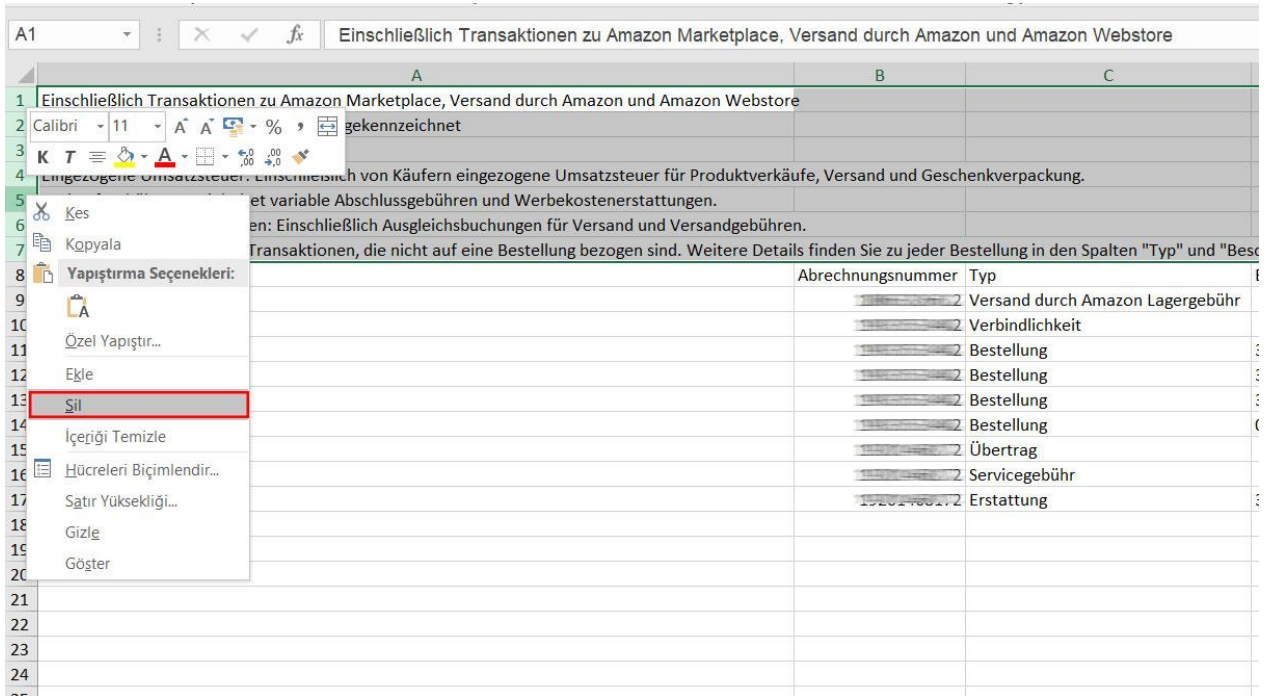 A1 fx Einschließlich Transaktionen zu Amazon Marketplace, Versand durch Amazon und Amazon Webstore
A B C
1 Einschließlich Transaktionen zu Amazon Marketplace, Versand durch Amazon und Amazon Webstore
2 gekennzeichnet
Calibri 11 A A %
3
K T A
4 Eingezogene Umsatzsteuer: Einschließlich von Käufern eingezogene Umsatzsteuer für Produktverkäufe, Versand und Geschenkverpackung.
5 variable Abschlussgebühren und Werbekostenerstattungen.
Kes
6 Einschließlich Ausgleichsbuchungen für Versand und Versandgebühren.
Kopyala
7 Transaktionen, die nicht auf eine Bestellung bezogen sind. Weitere Details finden Sie zu jeder Bestellung in den Spalten "Typ" und
8 Abrechnungsnummer Typ
Yapıştırma Seçenekleri:
9 Versand durch Amazon Lagergebühr
10 Verbindlichkeit
Özel Yapıştır...
11 Bestellung
12 Bestellung
Ekle
13 Bestellung
Sil
14 Bestellung
İçeriği Temizle
15 Übertrag
16 Servicegebühr
Hücreleri Biçimlendir...
17 Erstattung
Satır Yüksekliği...
18
Gizle
19
Göster
20
21
22
23
24